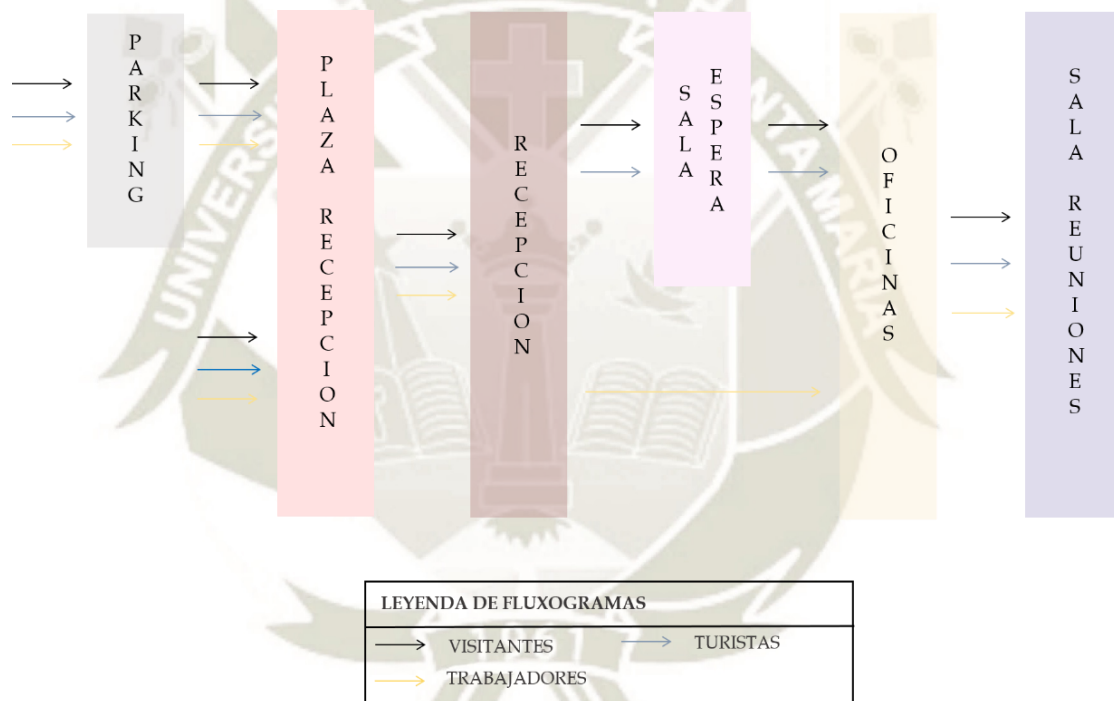 PARKING
PLAZA RECEPCION
RECEPCION
SALA
ESPERA
OFICINAS
SALA REUNIONES
LEYENDA DE FLUXOGRAMAS
VISITANTES
TURISTAS
TRABAJADORES